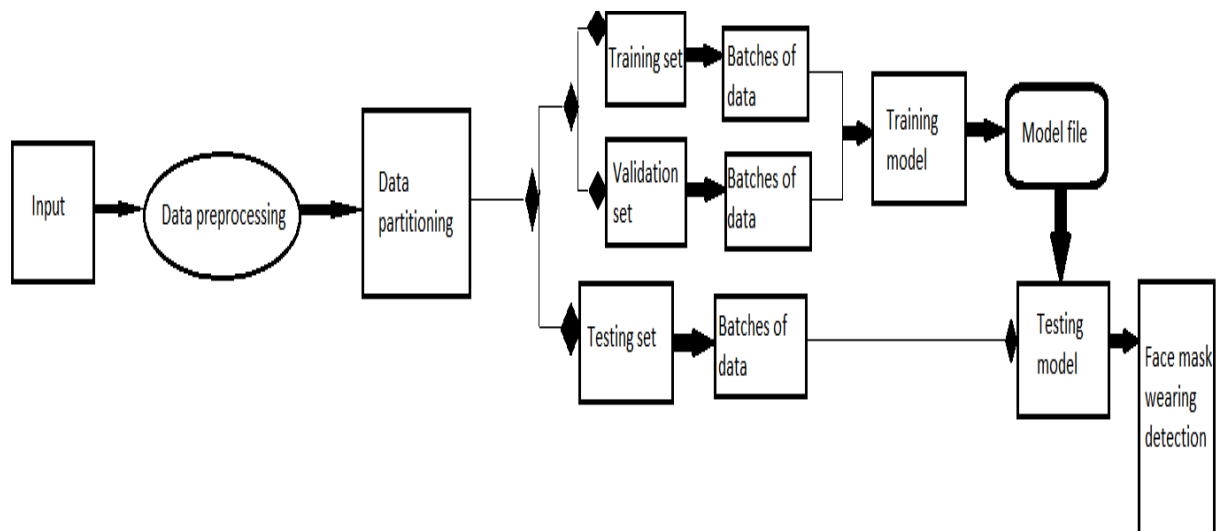 Input
Data preprocessing
Data
partitioning
Training set
Batches of
data
Validation
set
Batches of
data
Training
model
Model file
Testing set
Batches of
data
Testing
model
Face mask
wearing
detection